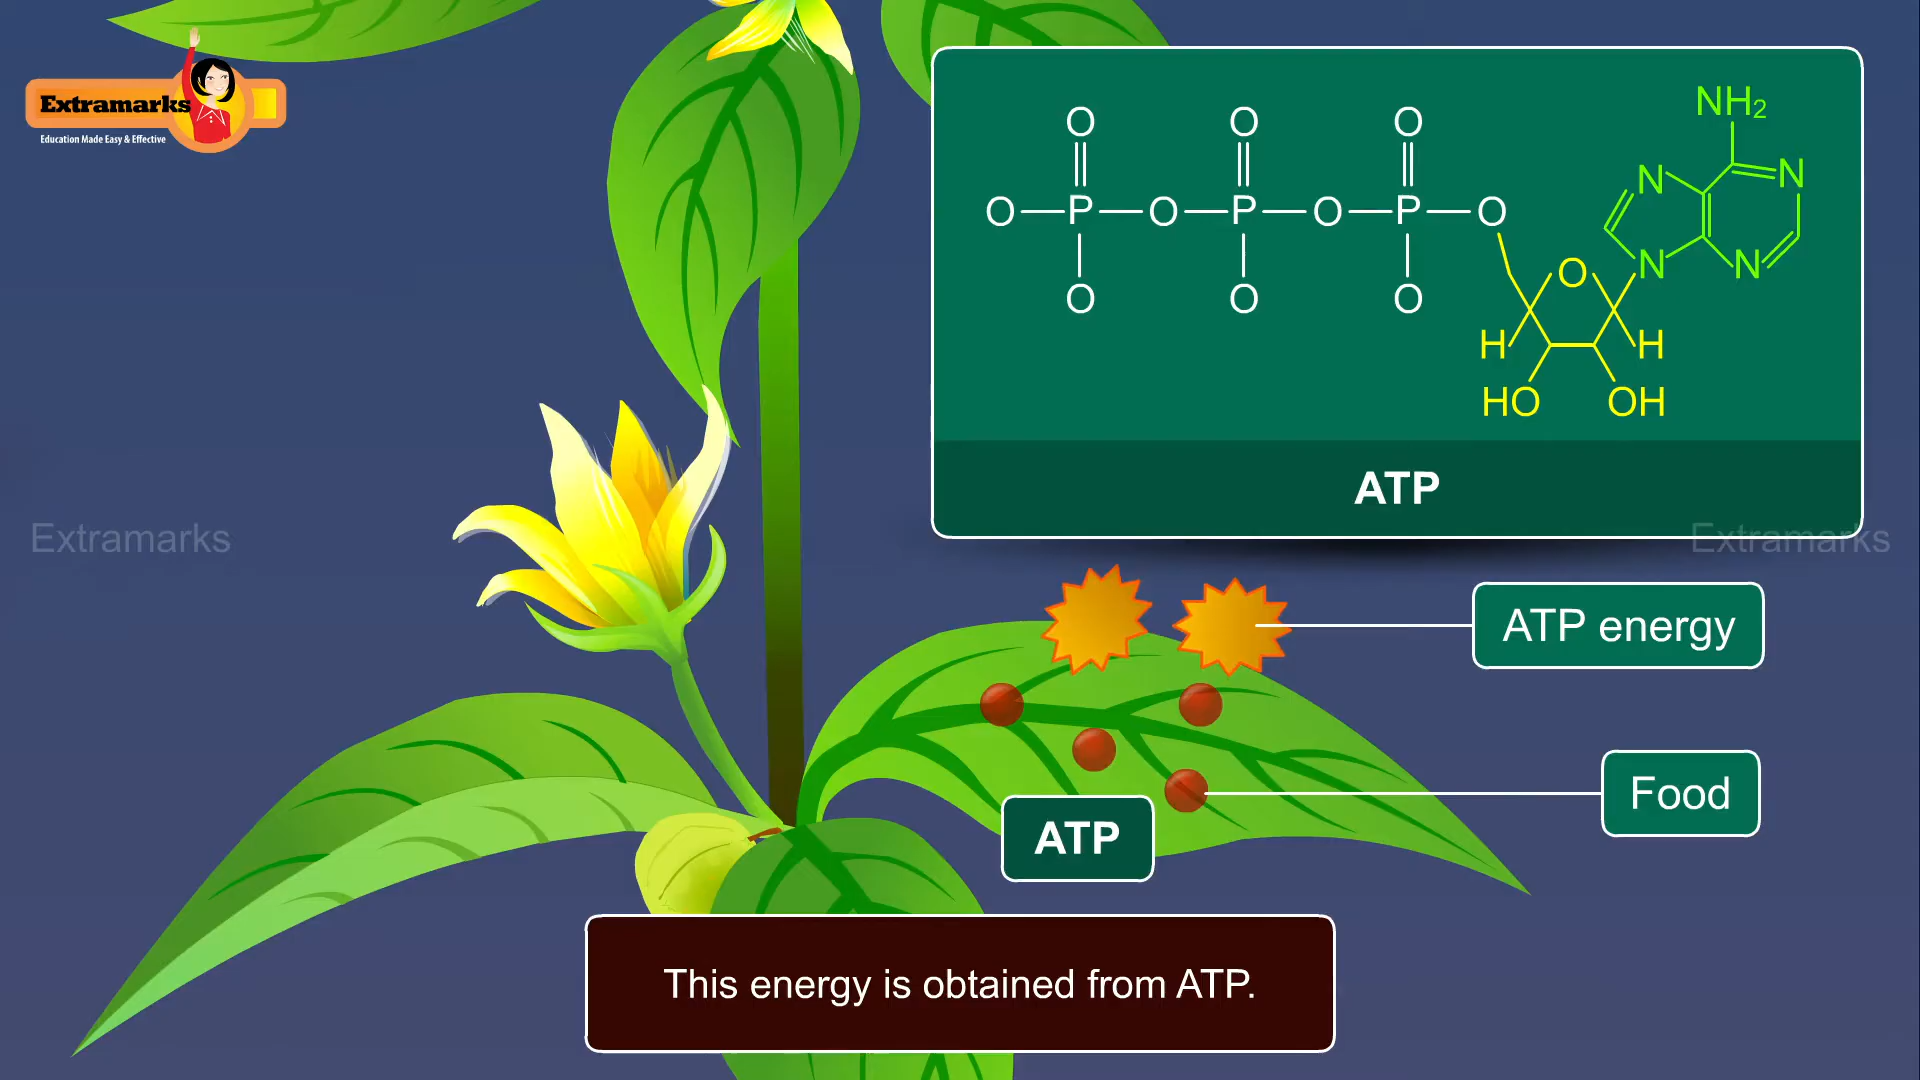 Extramarks
Education Made Easy & Effective
NH₂
O O O
N N
O P O P O P O
N N
O
O O O
H H
HO OH
ATP
Extramarks
Extramarks
ATP energy
Food
ATP
This energy is obtained from ATP.